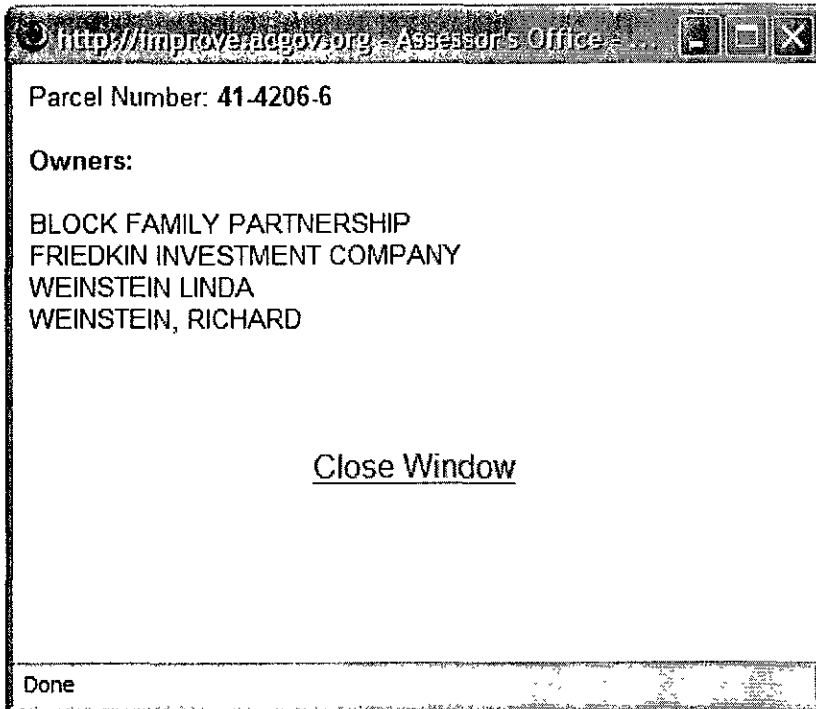 http://improve.acgov.org - Assessor's Office - ...
Parcel Number: 41-4206-6
Owners:
BLOCK FAMILY PARTNERSHIP
FRIEDKIN INVESTMENT COMPANY
WEINSTEIN LINDA
WEINSTEIN, RICHARD
Close Window
Done